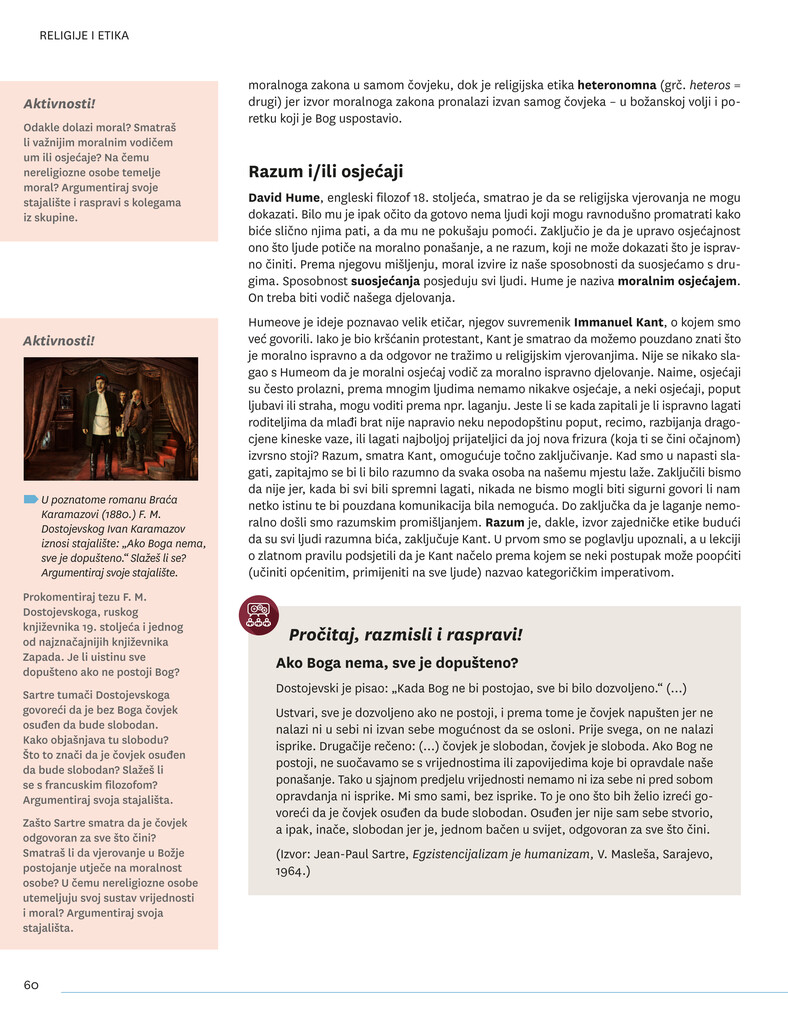 RELIGIJE I ETIKA
Aktivnosti!
Odakle dolazi moral? Smatraš
li važnijim moralnim vodičem
um ili osjećaje? Na čemu
nereligiozne osobe temelje
moral? Argumentiraj svoje
stajalište i raspravi s kolegama
iz skupine.
Aktivnosti!
U poznatome romanu Braća
Karamazovi (1880.) F. M.
Dostojevskog Ivan Karamazov
iznosi stajalište: „Ako Boga nema,
sve je dopušteno.“ Slažeš li se?
Argumentiraj svoje stajalište.
Prokomentiraj tezu F. M.
Dostojevskoga, ruskog
književnika 19. stoljeća i jednog
od najznačajnijih književnika
Zapada. Je li uistinu sve
dopušteno ako ne postoji Bog?
Sartre tumači Dostojevskoga
govoreći da je bez Boga čovjek
osuđen da bude slobodan.
Kako objašnjava tu slobodu?
Što to znači da je čovjek osuđen
da bude slobodan? Slažeš li
se s francuskim filozofom?
Argumentiraj svoja stajališta.
Zašto Sartre smatra da je čovjek
odgovoran za sve što čini?
Smatraš li da vjerovanje u Božje
postojanje utječe na moralnost
osobe? U čemu nereligiozne osobe
utemeljuju svoj sustav vrijednosti
i moral? Argumentiraj svoja
stajališta.
moralnoga zakona u samom čovjeku, dok je religijska etika heteronomna (grč. heteros =
drugi) jer izvor moralnoga zakona pronalazi izvan samog čovjeka – u božanskoj volji i po-
retku koji je Bog uspostavio.
Razum i/ili osjećaji
David Hume, engleski filozof 18. stoljeća, smatrao je da se religijska vjerovanja ne mogu
dokazati. Bilo mu je ipak očito da gotovo nema ljudi koji mogu ravnodušno promatrati kako
biće slično njima pati, a da mu ne pokušaju pomoći. Zaključio je da je upravo osjećajnost
ono što ljude potiče na moralno ponašanje, a ne razum, koji ne može dokazati što je isprav-
no činiti. Prema njegovu mišljenju, moral izvire iz naše sposobnosti da suosjećamo s dru-
gima. Sposobnost suosjećanja posjeduju svi ljudi. Hume je naziva moralnim osjećajem.
On treba biti vodič našega djelovanja.
Humeove je ideje poznavao velik etičar, njegov suvremenik Immanuel Kant, o kojem smo
već govorili. Iako je bio kršćanin protestant, Kant je smatrao da možemo pouzdano znati što
je moralno ispravno a da odgovor ne tražimo u religijskim vjerovanjima. Nije se nikako sla-
gao s Humeom da je moralni osjećaj vodič za moralno ispravno djelovanje. Naime, osjećaji
su često prolazni, prema mnogim ljudima nemamo nikakve osjećaje, a neki osjećaji, poput
ljubavi ili straha, mogu voditi prema npr. laganju. Jeste li se kada zapitali je li ispravno lagati
roditeljima da mlađi brat nije napravio neku nepodopštinu poput, recimo, razbijanja drago-
cjene kineske vaze, ili lagati najboljoj prijateljici da joj nova frizura (koja ti se čini očajnom)
izvrsno stoji? Razum, smatra Kant, omogućuje točno zaključivanje. Kad smo u napasti sla-
gati, zapitajmo se bi li bilo razumno da svaka osoba na našemu mjestu laže. Zaključili bismo
da nije jer, kada bi svi bili spremni lagati, nikada ne bismo mogli biti sigurni govori li nam
netko istinu te bi pouzdana komunikacija bila nemoguća. Do zaključka da je laganje nemo-
ralno došli smo razumskim promišljanjem. Razum je, dakle, izvor zajedničke etike budući
da su svi ljudi razumna bića, zaključuje Kant. U prvom smo se poglavlju upoznali, a u lekciji
o zlatnom pravilu podsjetili da je Kant načelo prema kojem se neki postupak može poopćiti
(učiniti općenitim, primijeniti na sve ljude) nazvao kategoričkim imperativom.
Pročitaj, razmisli i raspravi!
Ako Boga nema, sve je dopušteno?
Dostojevski je pisao: „Kada Bog ne bi postojao, sve bi bilo dozvoljeno.“ (...)
Ustvari, sve je dozvoljeno ako ne postoji, i prema tome je čovjek napušten jer ne
nalazi ni u sebi ni izvan sebe mogućnost da se osloni. Prije svega, on ne nalazi
isprike. Drugačije rečeno: (...) čovjek je slobodan, čovjek je sloboda. Ako Bog ne
postoji, ne suočavamo se s vrijednostima ili zapovijedima koje bi opravdale naše
ponašanje. Tako u sjajnom predjelu vrijednosti nemamo ni iza sebe ni pred sobom
opravdanja ni isprike. Mi smo sami, bez isprike. To je ono što bih želio izreći go-
voreći da je čovjek osuđen da bude slobodan. Osuđen jer nije sam sebe stvorio,
a ipak, inače, slobodan jer je, jednom bačen u svijet, odgovoran za sve što čini.
(Izvor: Jean-Paul Sartre, Egzistencijalizam je humanizam, V. Masleša, Sarajevo,
1964.)
60